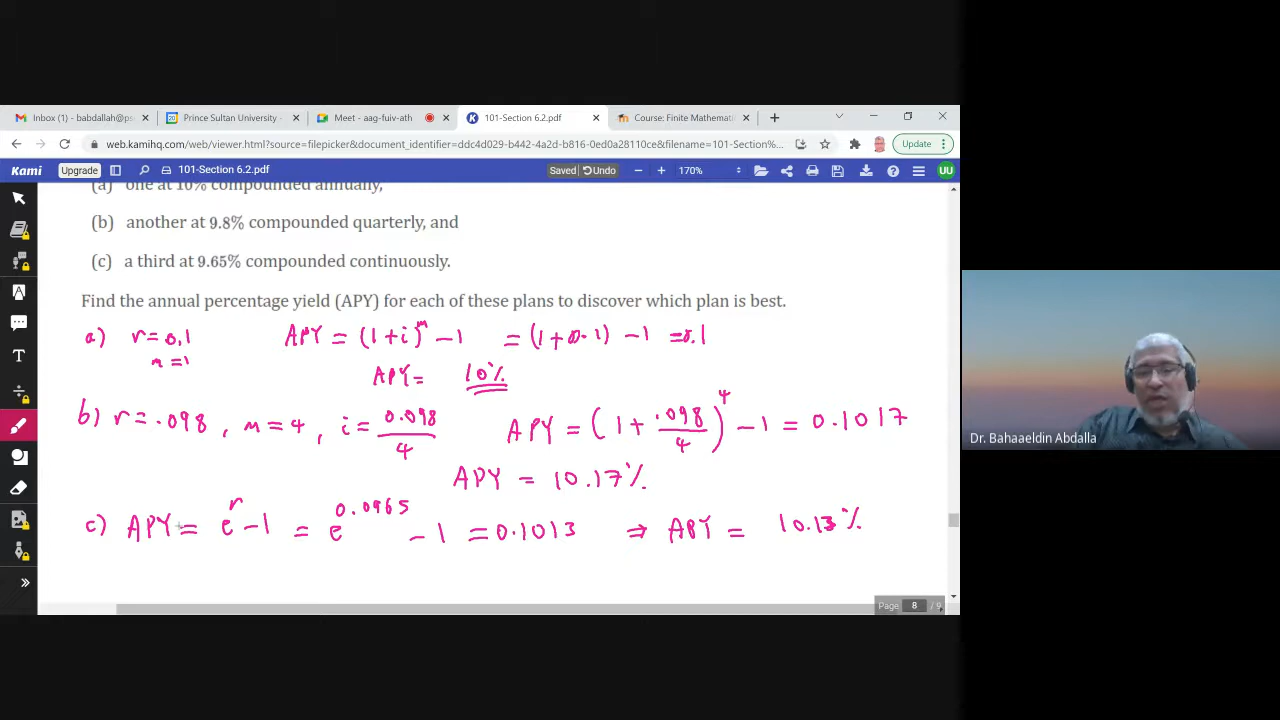 Inbox (1) - babdallah@ps
Prince Sultan University -
Meet - aag-fuiv-att
101-Section 6.2.pdf
Course: Finite Mathemati
web.kamihq.com/web/viewer.html?source=filepicker&document_identifier=ddc4d029-b442-4a2d-b816-0ed0a28110ce&filename=101-Section%...
Update
Kami
Upgrade
101-Section 6.2.pdf
Saved
Undo
170%
UU
(a) one at 10% compounded annually,
(b) another at 9.8% compounded quarterly, and
(c) a third at 9.65% compounded continuously.
Find the annual percentage yield (APY) for each of these plans to discover which plan is best.
a) r = 0.1 APY = (1+i)^m - 1 = (1+0.1) - 1 = 0.1
m = 1
APY = 10%
b) r = .098, m = 4, i = 0.098/4 APY = (1 + .098/4)^4 - 1 = 0.1017
APY = 10.17%
c) APY = e^r - 1 = e^0.0965 - 1 = 0.1013 ⇒ APY = 10.13%
Page 8 / 9
Dr. Bahaaeldin Abdalla